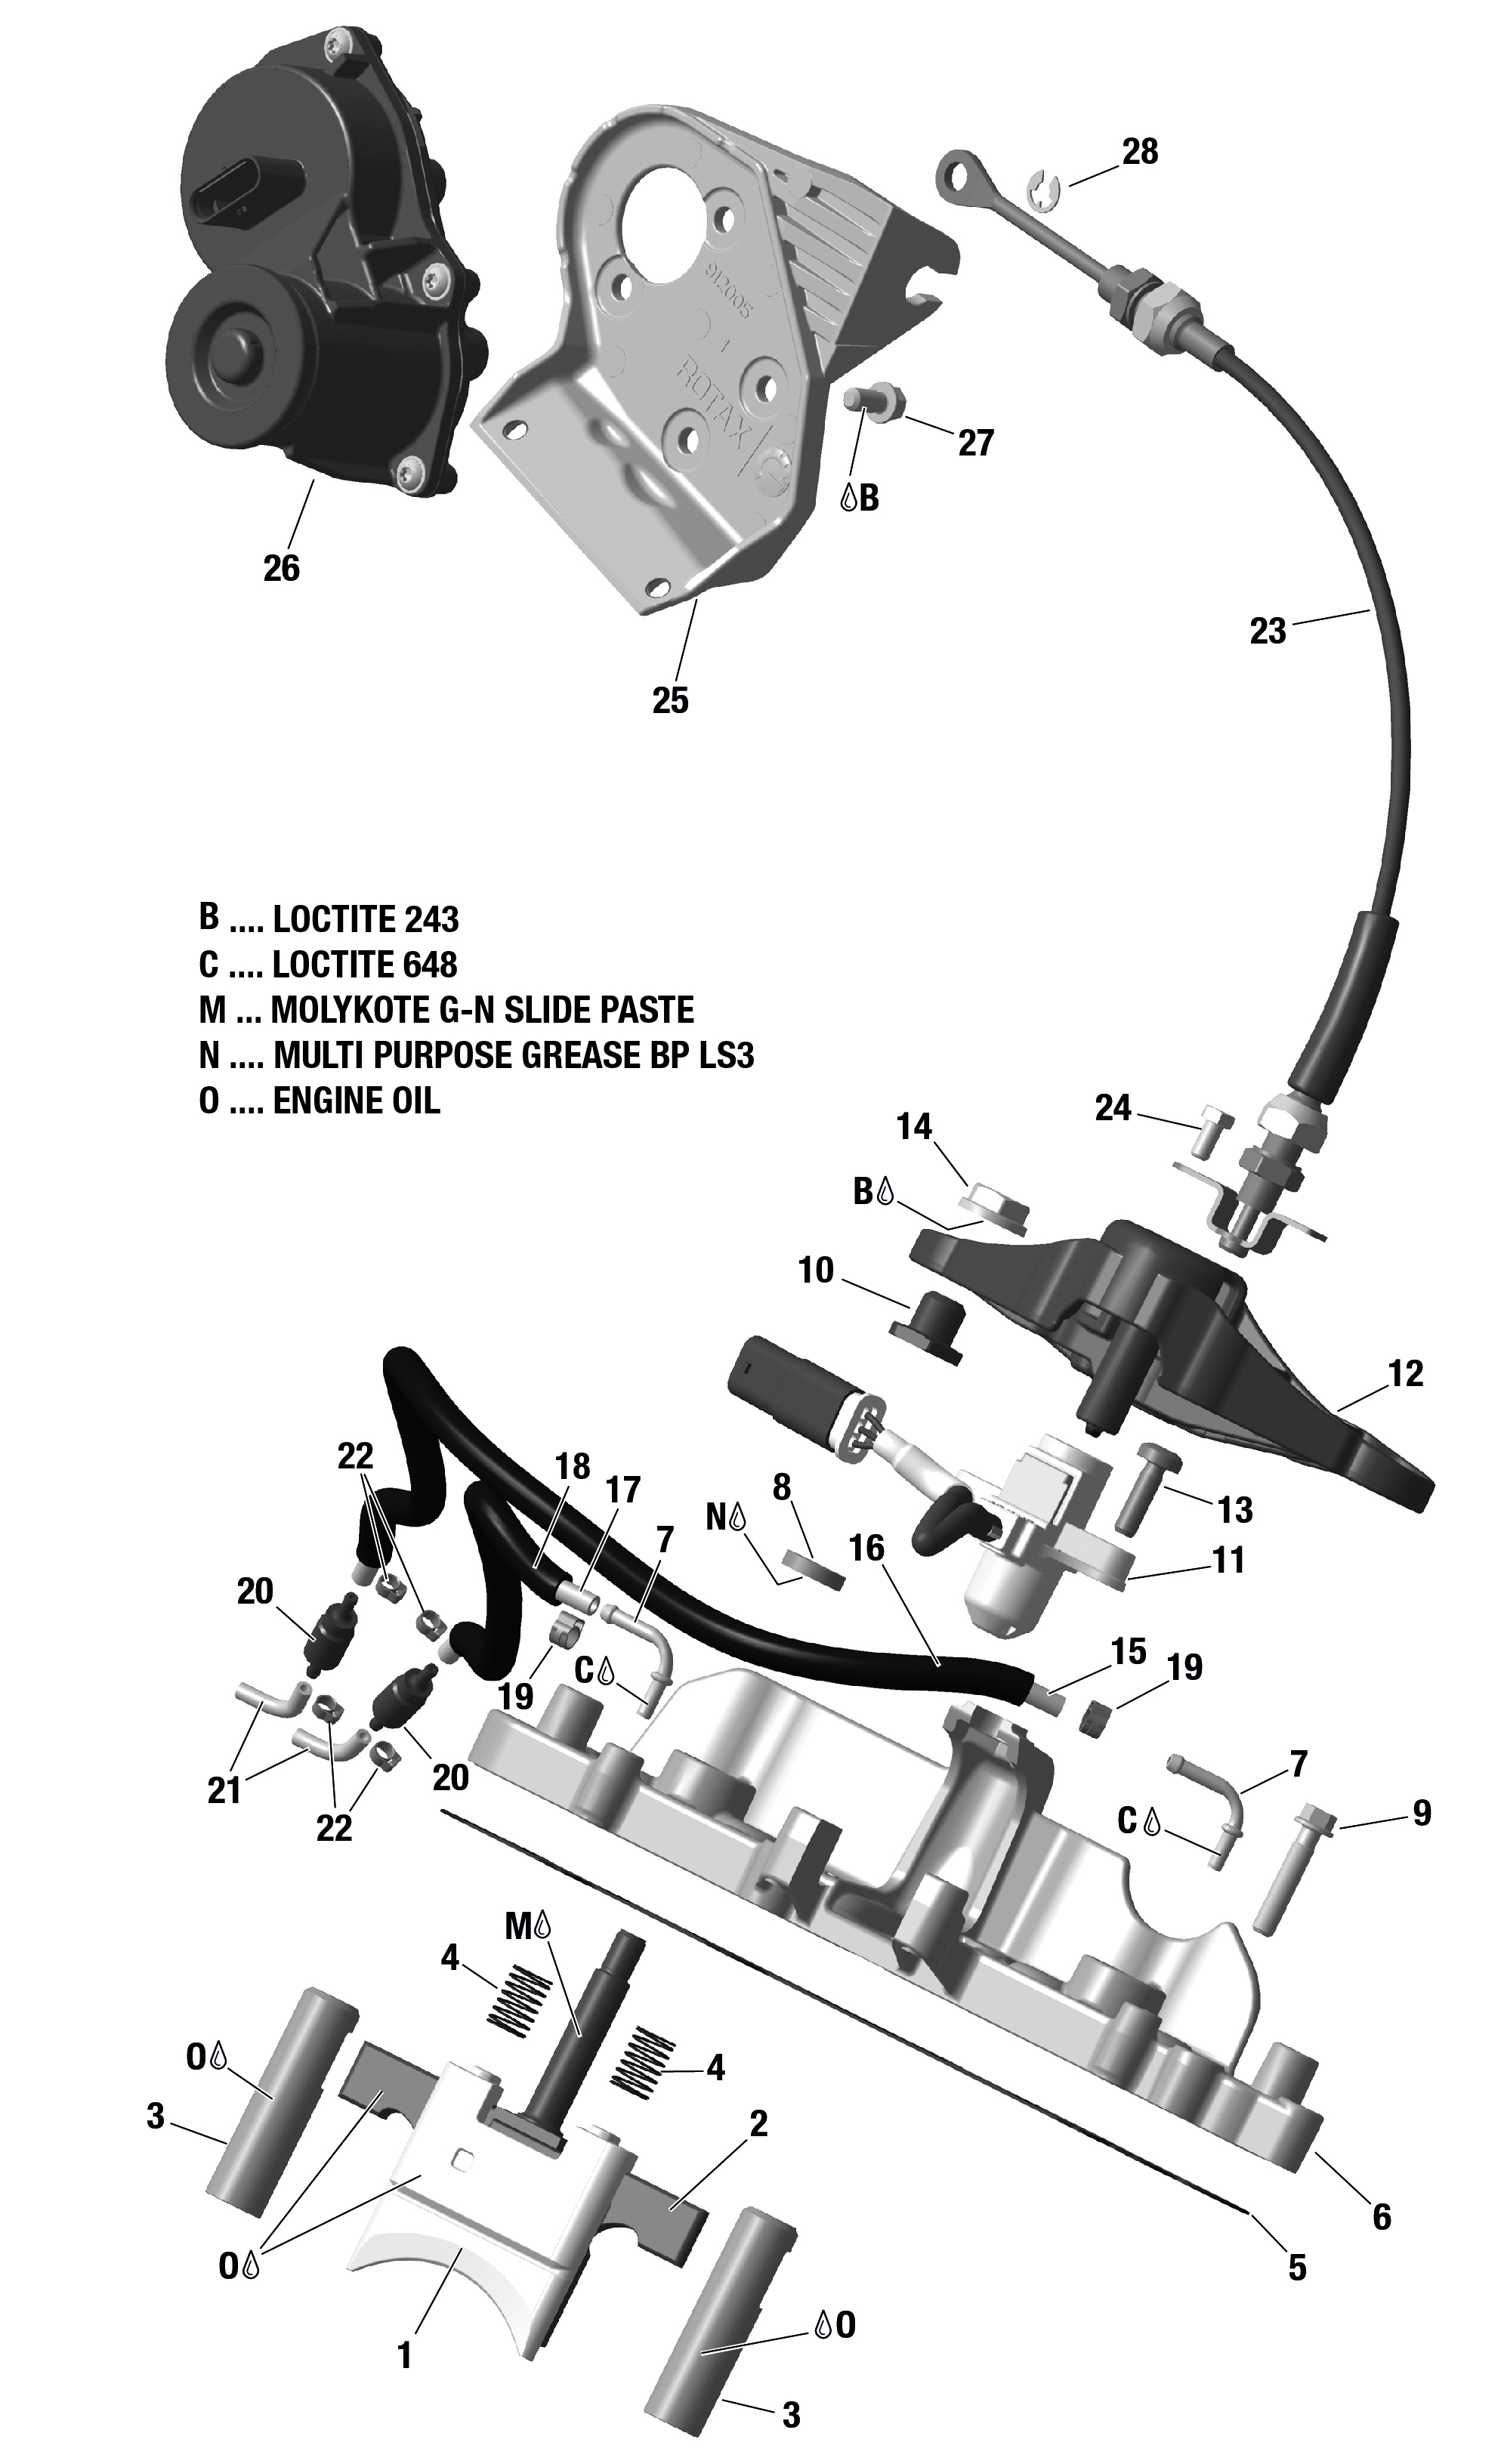 28
912005
1
ROTAX
27
B
26
23
25
B .... LOCTITE 243
C .... LOCTITE 648
M ... MOLYKOTE G-N SLIDE PASTE
N .... MULTI PURPOSE GREASE BP LS3
O .... ENGINE OIL
24
14
B
10
12
22
18
17
8
N
7
16
13
11
20
19
C
15
19
21
20
22
7
C
9
M
4
O
4
3
2
6
5
O
1
O
3